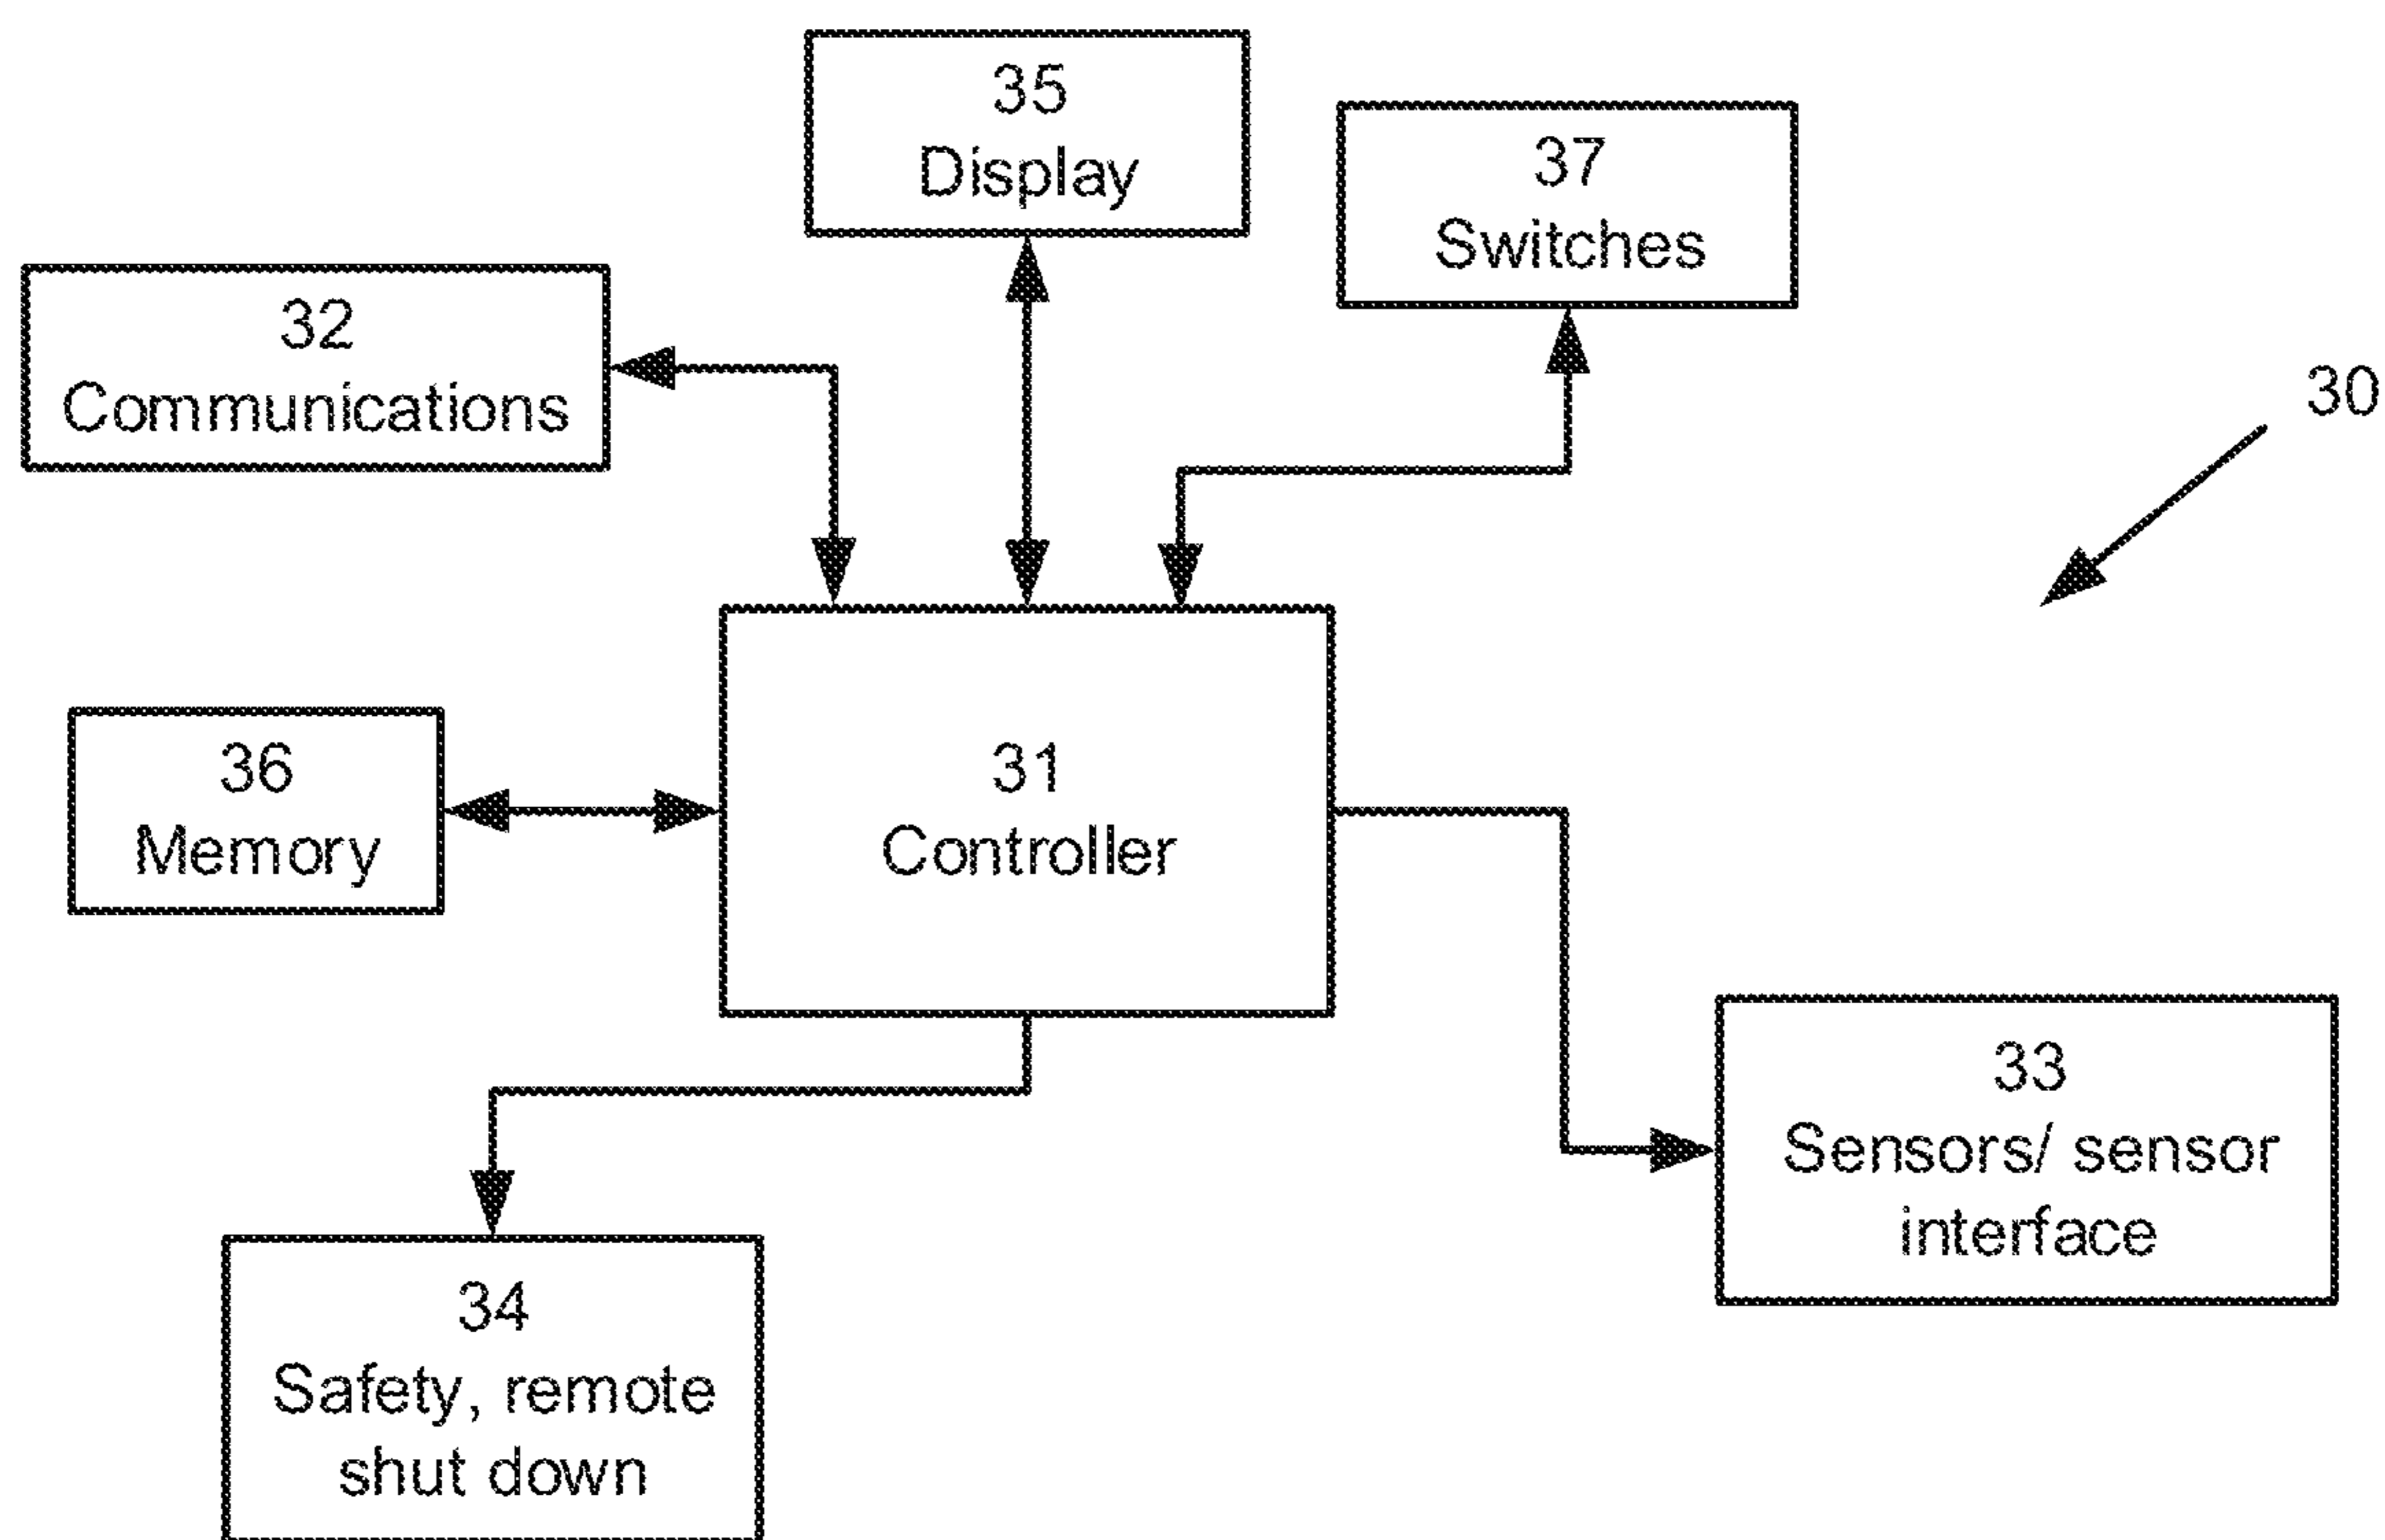 35
Display
37
Switches
32
Communications
30
36
Memory
31
Controller
33
Sensors/ sensor
interface
34
Safety, remote
shut down